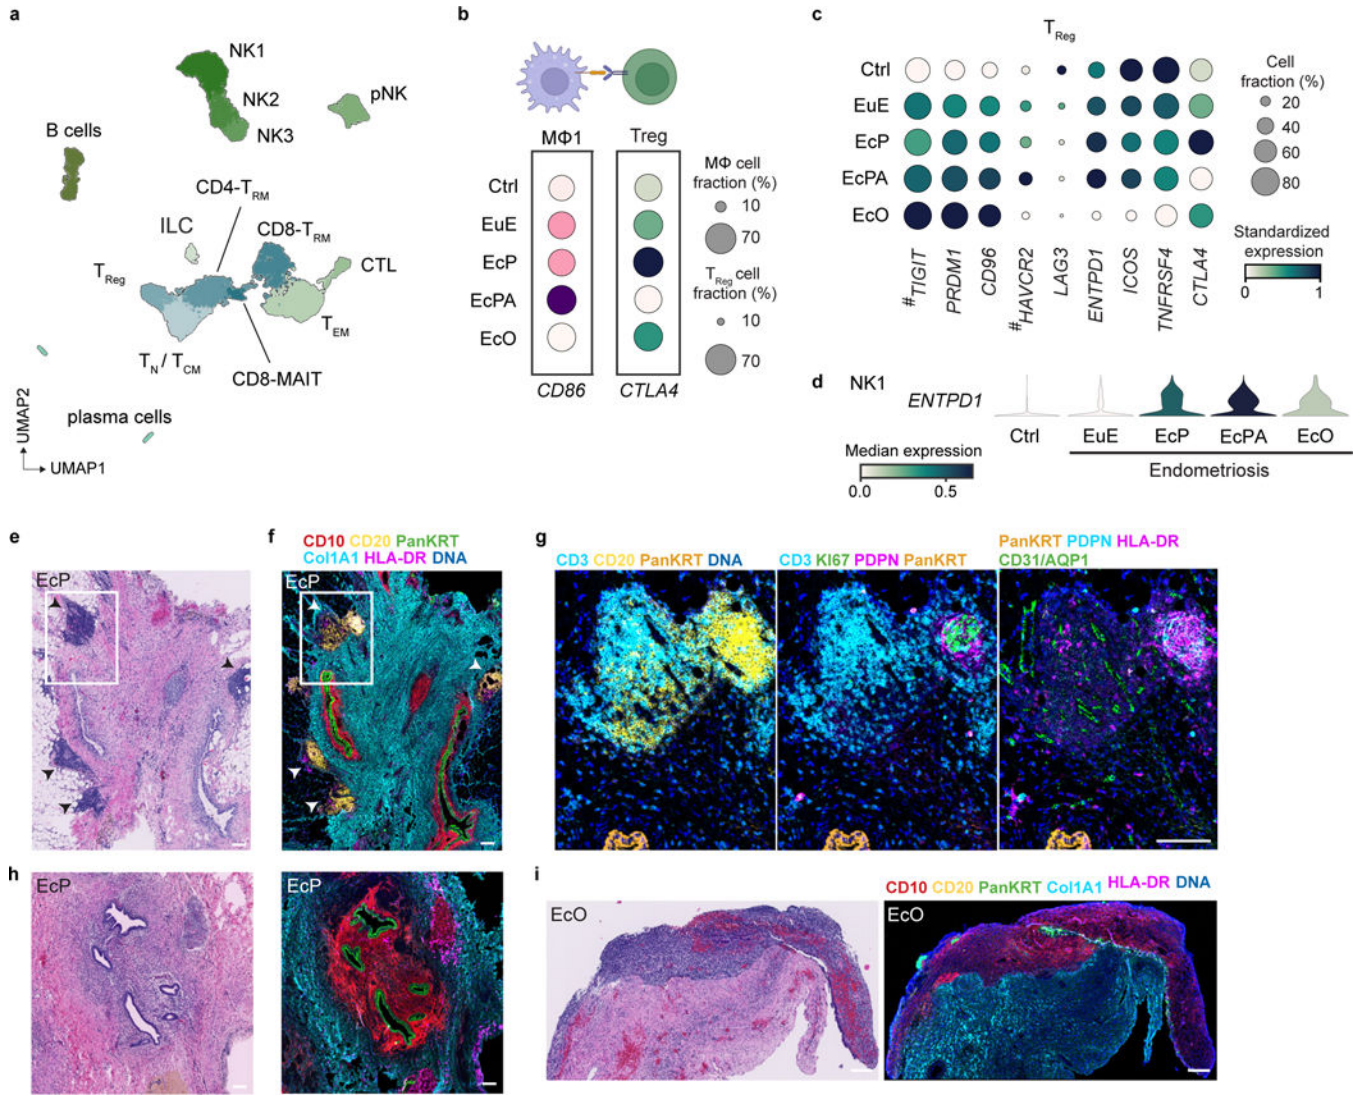 a
NK1
NK2
NK3
pNK
B cells
CD4-TRM
ILC
CD8-TRM
CTL
TReg
TEM
TN / TCM
CD8-MAIT
plasma cells
UMAP2
UMAP1
b
MΦ1
Treg
Ctrl
EuE
EcP
EcPA
EcO
CD86
CTLA4
MΦ cell
fraction (%)
10
70
TReg cell
fraction (%)
10
70
c
TReg
Ctrl
EuE
EcP
EcPA
EcO
#TIGIT
PRDM1
CD96
#HAVCR2
LAG3
ENTPD1
ICOS
TNFRSF4
CTLA4
Cell
fraction (%)
20
40
60
80
Standardized
expression
0 1
d
NK1
ENTPD1
Ctrl EuE EcP EcPA EcO
Endometriosis
Median expression
0.0 0.5
e
EcP
f
CD10 CD20 PanKRT
Col1A1 HLA-DR DNA
EcP
g
CD3 CD20 PanKRT DNA
CD3 KI67 PDPN PanKRT
PanKRT PDPN HLA-DR
CD31/AQP1
h
EcP
EcP
i
EcO
CD10 CD20 PanKRT Col1A1 HLA-DR DNA
EcO